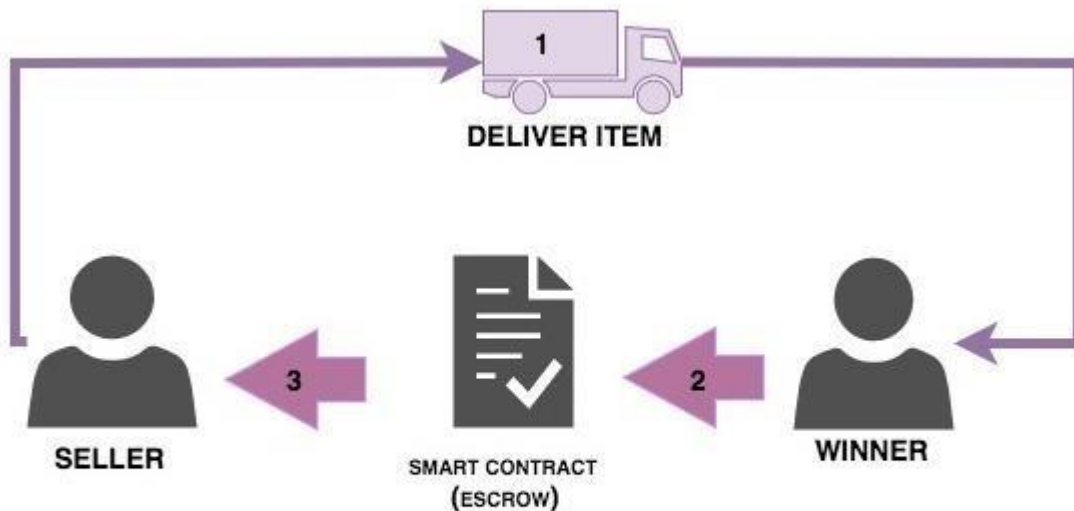 1
DELIVER ITEM
3
2
SELLER
SMART CONTRACT
(ESCROW)
WINNER